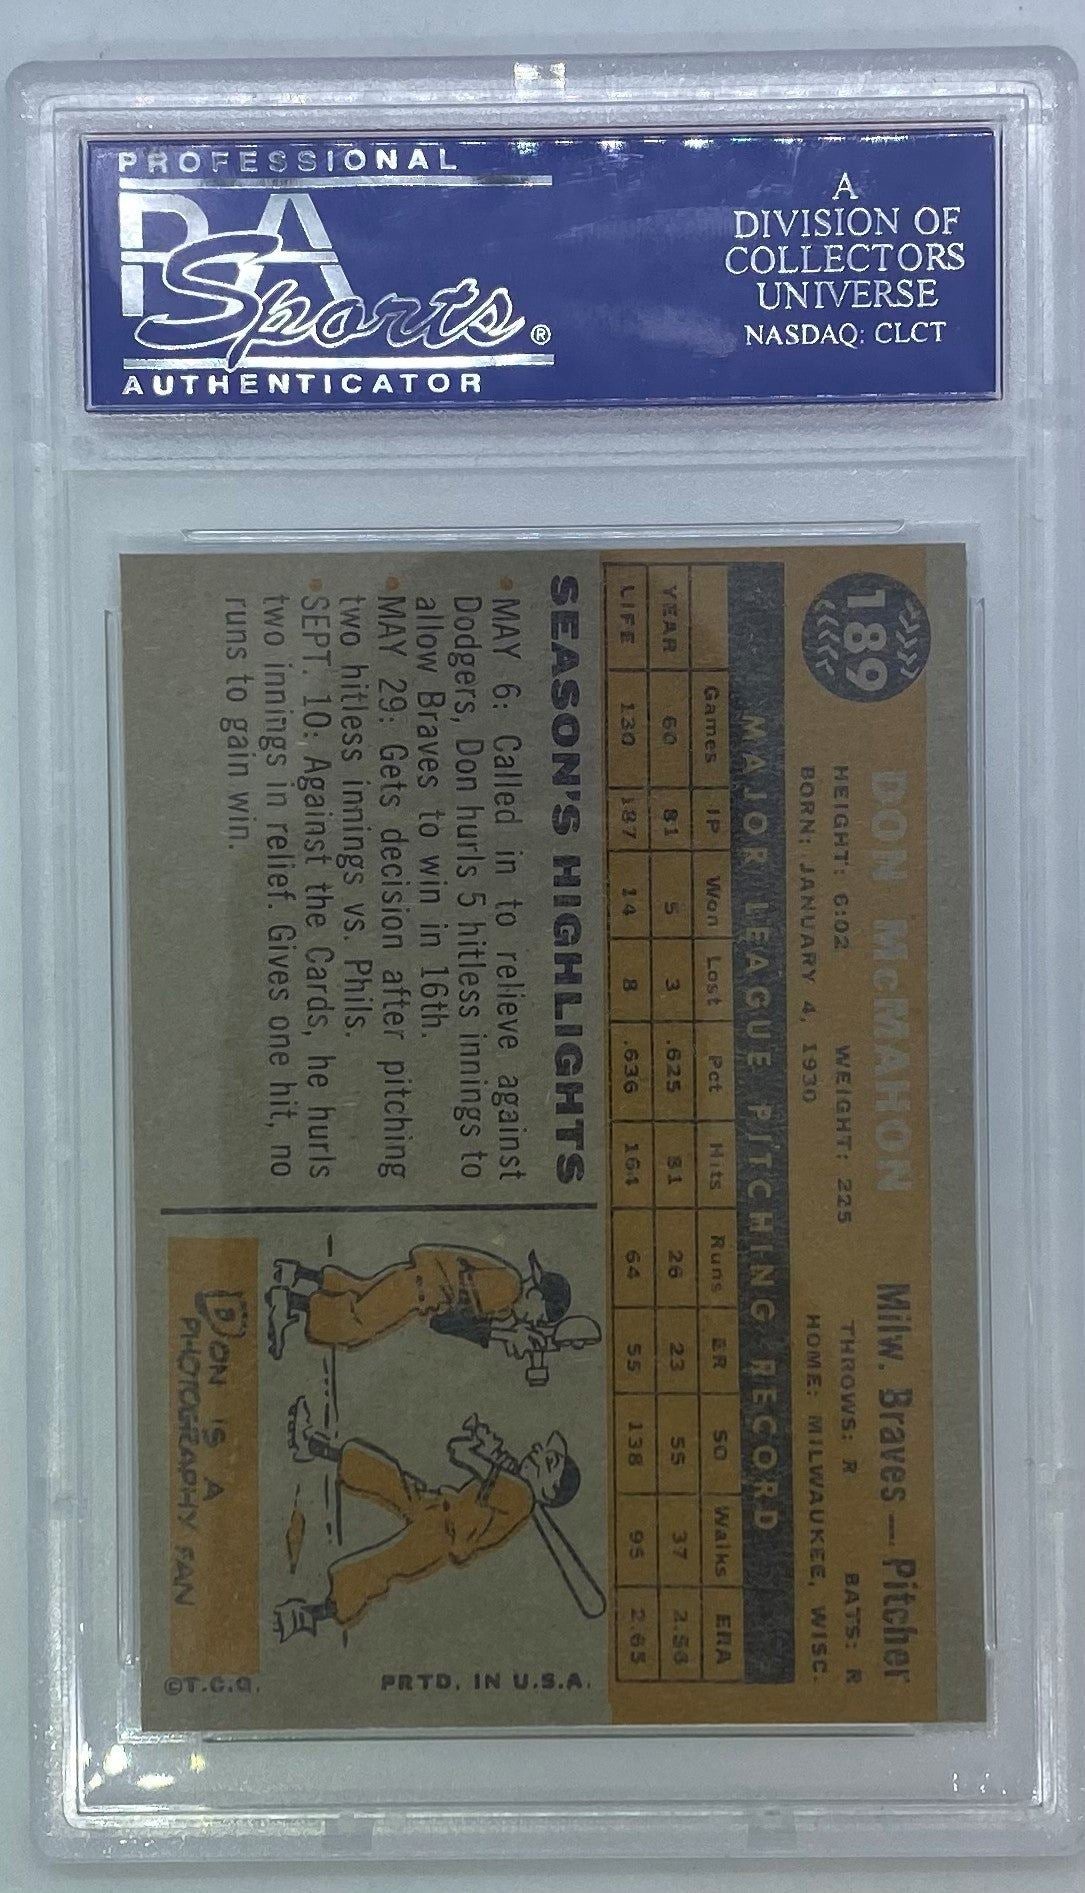 PROFESSIONAL
PSA
Sports®
AUTHENTICATOR
A
DIVISION OF
COLLECTORS
UNIVERSE
NASDAQ: CLCT
189
DON McMAHON Milw. Braves — Pitcher
HEIGHT: 6:02 WEIGHT: 225 THROWS: R BATS: R
BORN: JANUARY 4, 1930 HOME: MILWAUKEE, WISC.
MAJOR LEAGUE PITCHING RECORD
Games IP Won Lost Pct Hits Runs ER SO Walks ERA
YEAR 60 81 5 3 .625 81 26 23 55 37
LIFE 130 187 14 8 .636 164 64 55 138 95 2.65
SEASON'S HIGHLIGHTS
• MAY 6: Called in to relieve against
Dodgers, Don hurls 5 hitless innings to
allow Braves to win in 16th.
• MAY 29: Gets decision after pitching
two hitless innings vs. Phils.
• SEPT. 10: Against the Cards, he hurls
two innings in relief. Gives one hit, no
runs to gain win.
B
DON IS A
PHOTOGRAPHY FAN
©T.C.G. PRTD. IN U.S.A.